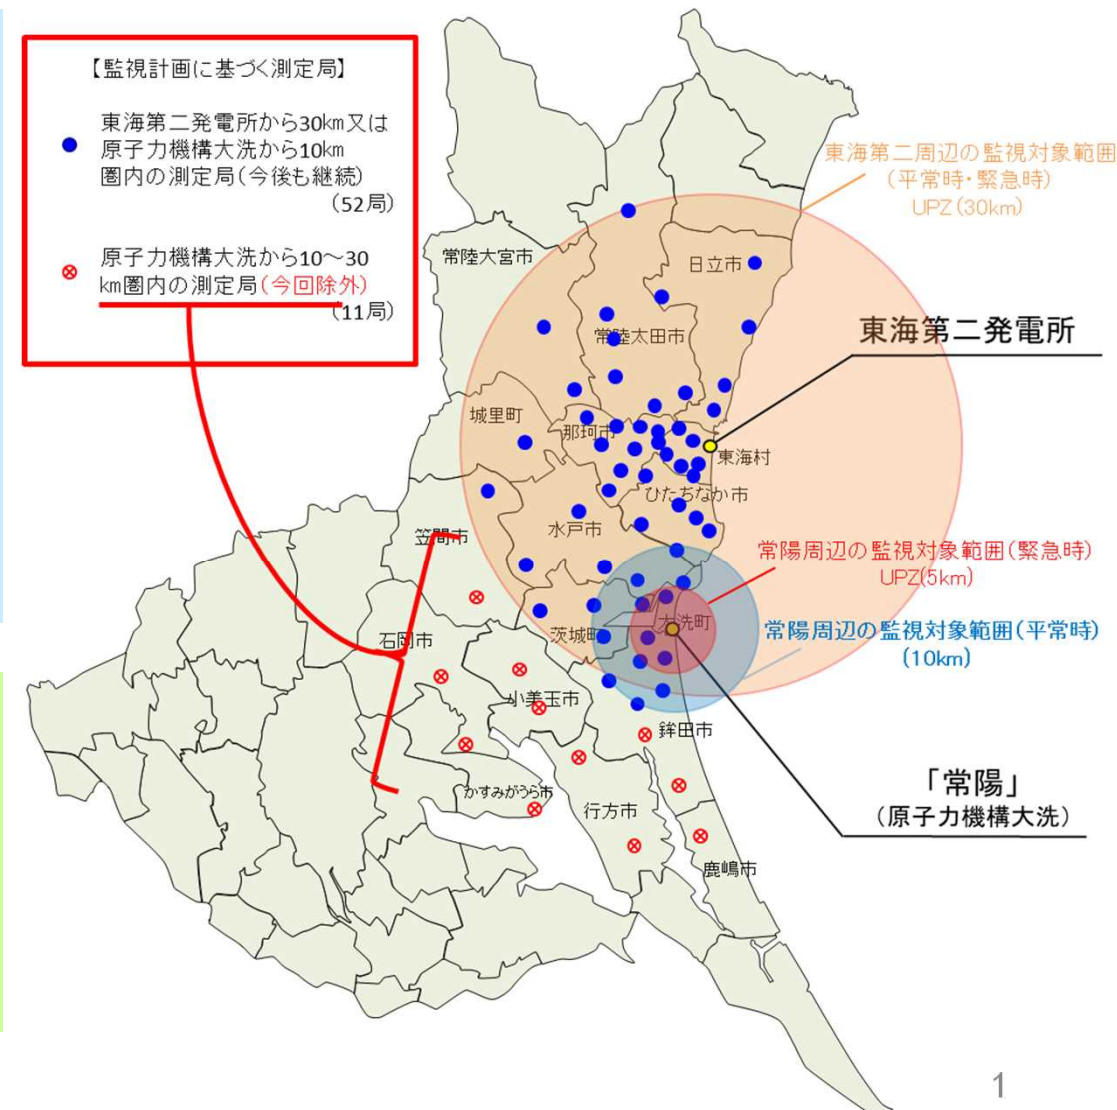 【監視計画に基づく測定局】
東海第二発電所から30km又は
原子力機構大洗から10km
圏内の測定局(今後も継続)
(52局)
原子力機構大洗から10～30
km圏内の測定局(今回除外)
(11局)
東海第二周辺の監視対象範囲
(平常時・緊急時)
UPZ(30km)
常陸大宮市
日立市
常陸太田市
東海第二発電所
城里町
那珂市
東海村
ひたちなか市
水戸市
笠間市
常陽周辺の監視対象範囲(緊急時)
UPZ(5km)
大洗町
茨城町
常陽周辺の監視対象範囲(平常時)
(10km)
石岡市
小美玉市
鉾田市
かすみがうら市
行方市
「常陽」
(原子力機構大洗)
鹿嶋市
1